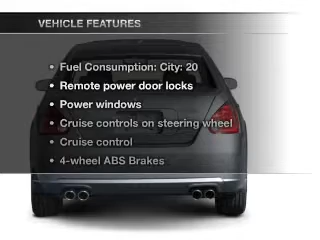 VEHICLE FEATURES
• Fuel Consumption: City: 20
• Remote power door locks
• Power windows
• Cruise controls on steering wheel
• Cruise control
• 4-wheel ABS Brakes